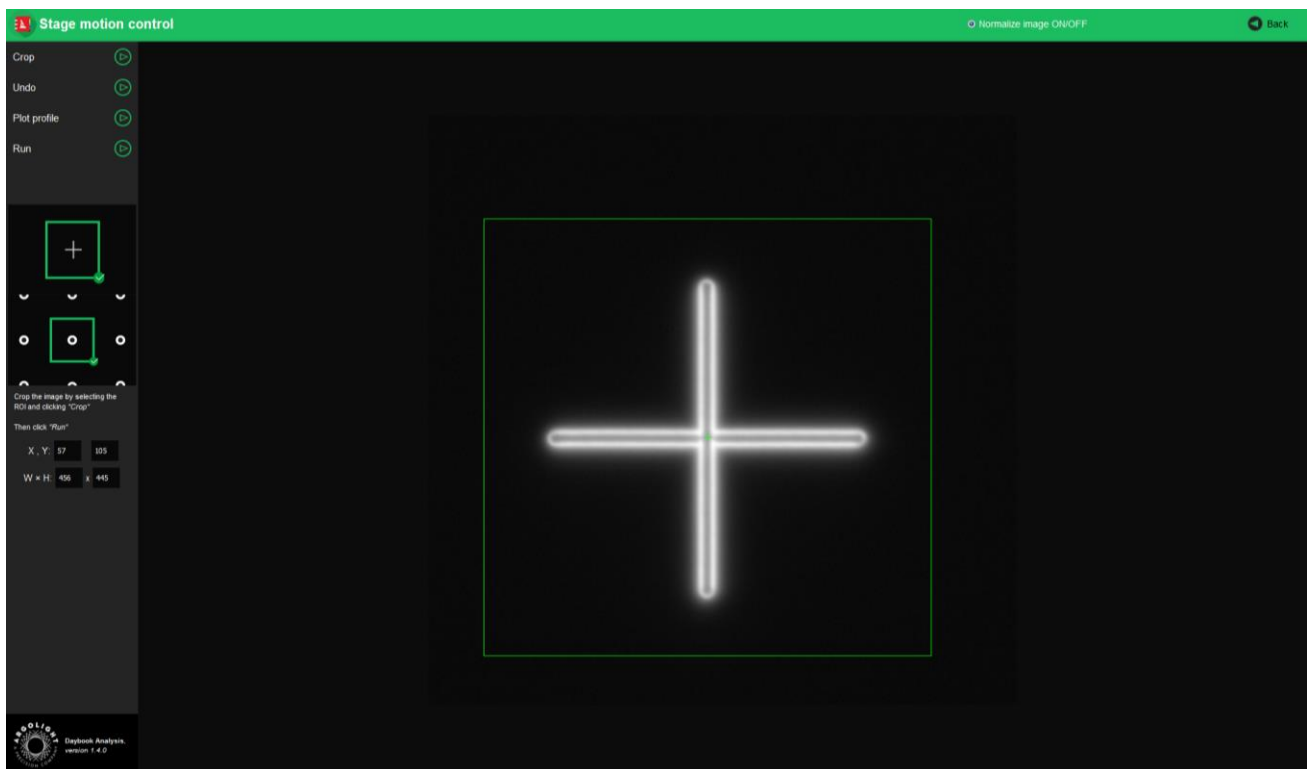 Stage motion control
Normalize image ON/OFF
Back
Crop
Undo
Plot profile
Run
Crop the image by selecting the
ROI and clicking "Crop"
Then click "Run"
X , Y: 57 105
W × H: 456 x 445
ARGOLIGHT
Daybook Analysis.
version 1.4.0